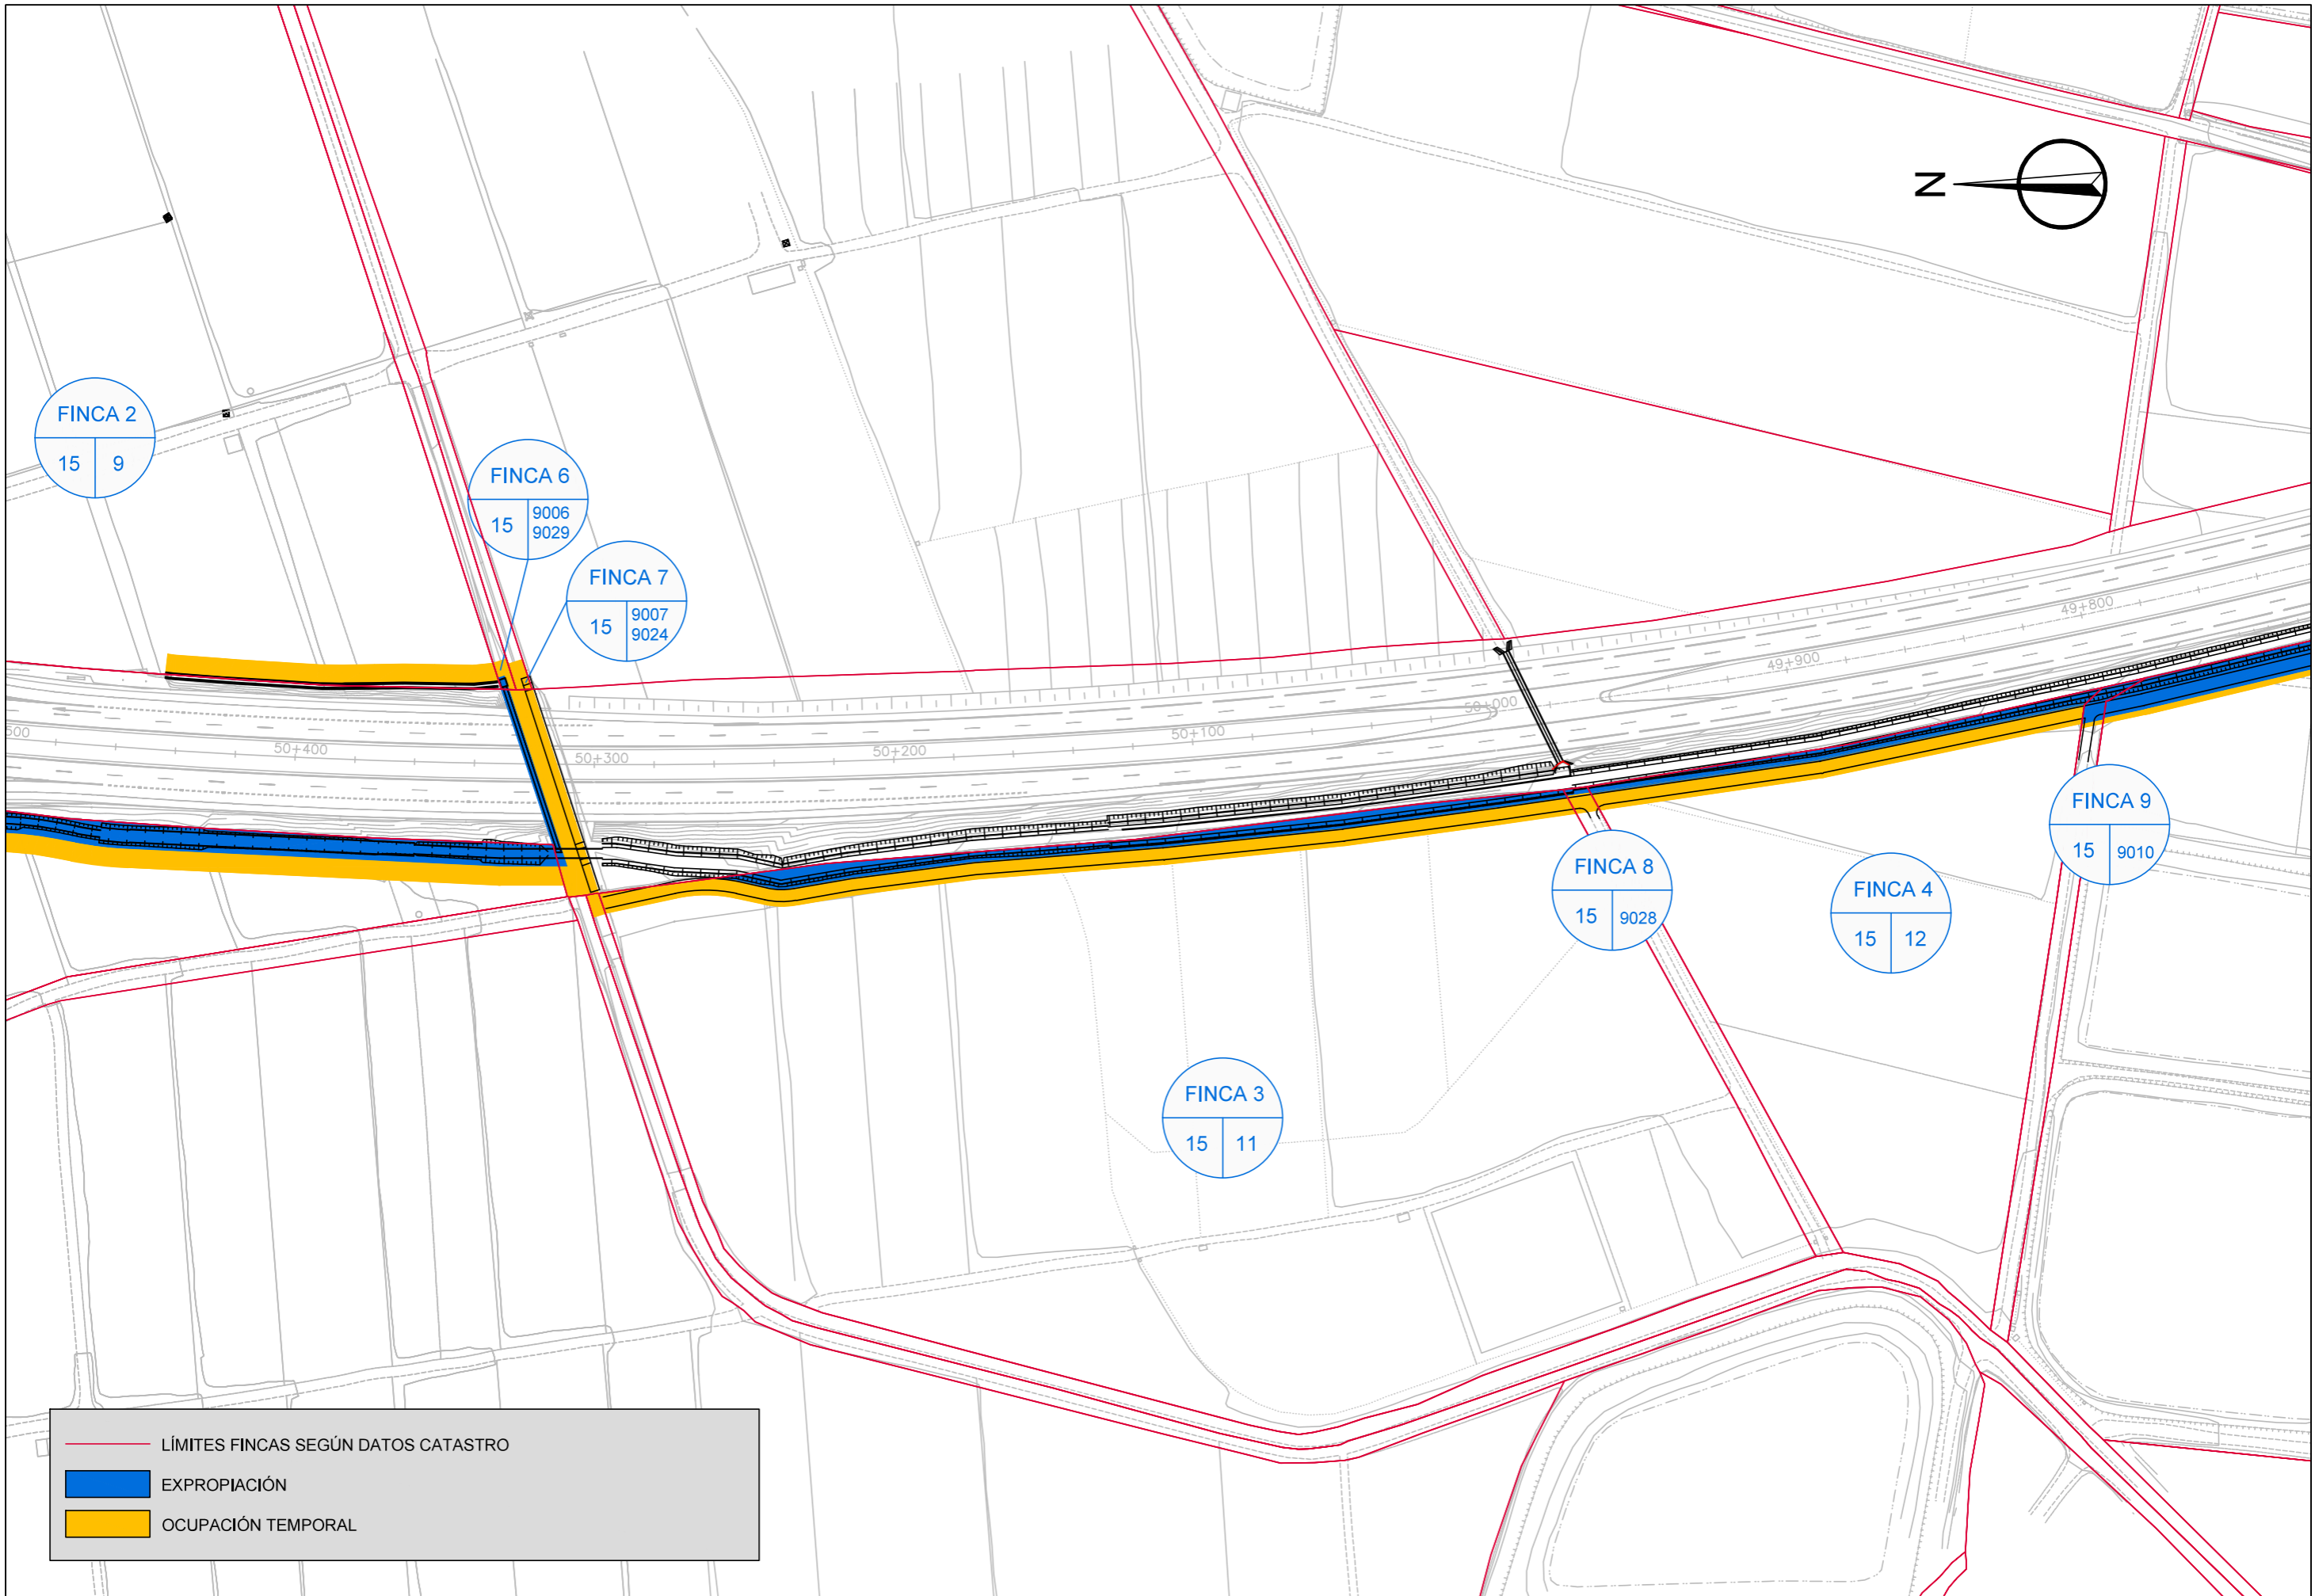 N
FINCA 2
15 9
FINCA 6
15 9006
9029
FINCA 7
15 9007
9024
49+800
49+900
50+000
50+100
50+200
50+300
50+400
FINCA 9
15 9010
FINCA 8
15 9028
FINCA 4
15 12
FINCA 3
15 11
LÍMITES FINCAS SEGÚN DATOS CATASTRO
EXPROPIACIÓN
OCUPACIÓN TEMPORAL